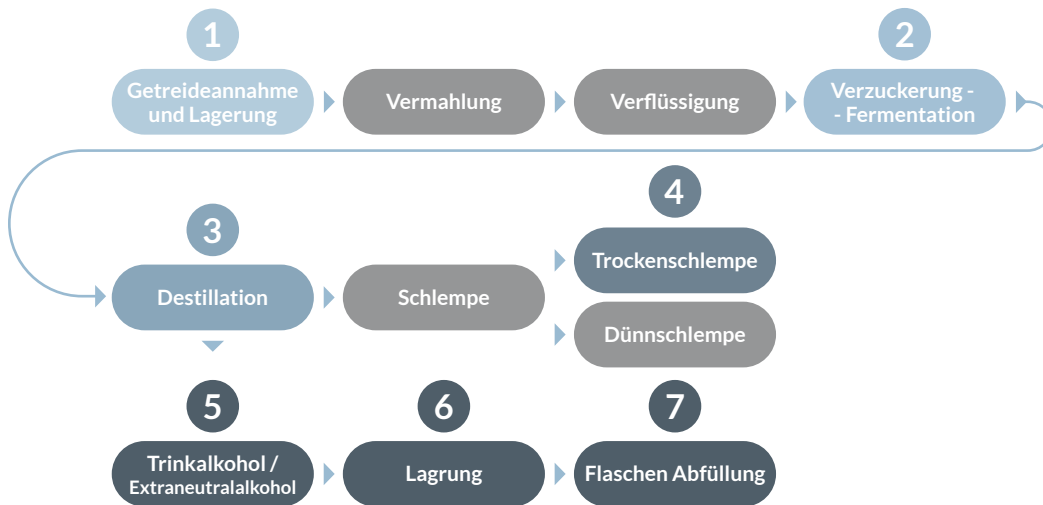 1
2
Getreideannahme
und Lagerung
Vermahlung
Verflüssigung
Verzuckerung -
- Fermentation
3
4
Destillation
Schlempe
Trockenschlempe
Dünnschlempe
5
6
7
Trinkalkohol /
Extraneutralalkohol
Lagrung
Flaschen Abfüllung